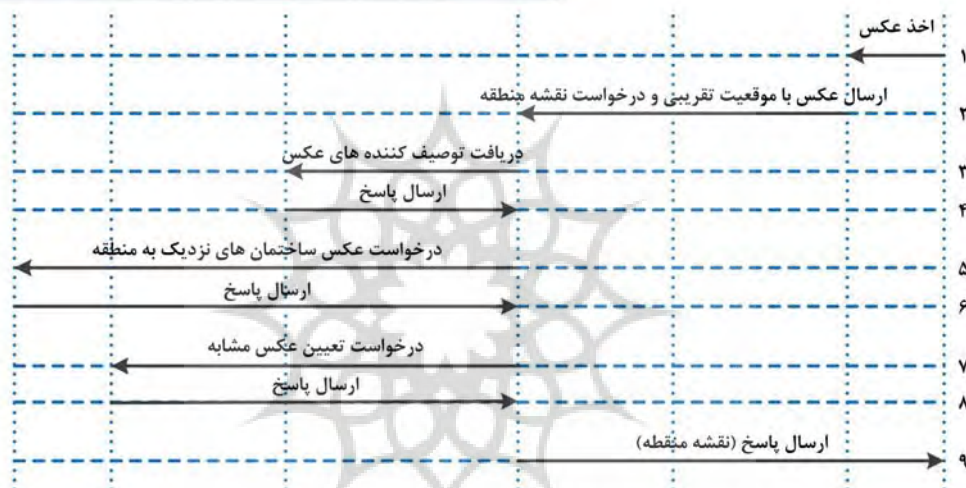 اخذ عکس
۱
ارسال عکس با موقعیت تقریبی و درخواست نقشه منطقه
۲
دریافت توصیف کننده های عکس
۳
ارسال پاسخ
۴
درخواست عکس ساختمان های نزدیک به منطقه
۵
ارسال پاسخ
۶
درخواست تعیین عکس مشابه
۷
ارسال پاسخ
۸
ارسال پاسخ (نقشه منقطه)
۹